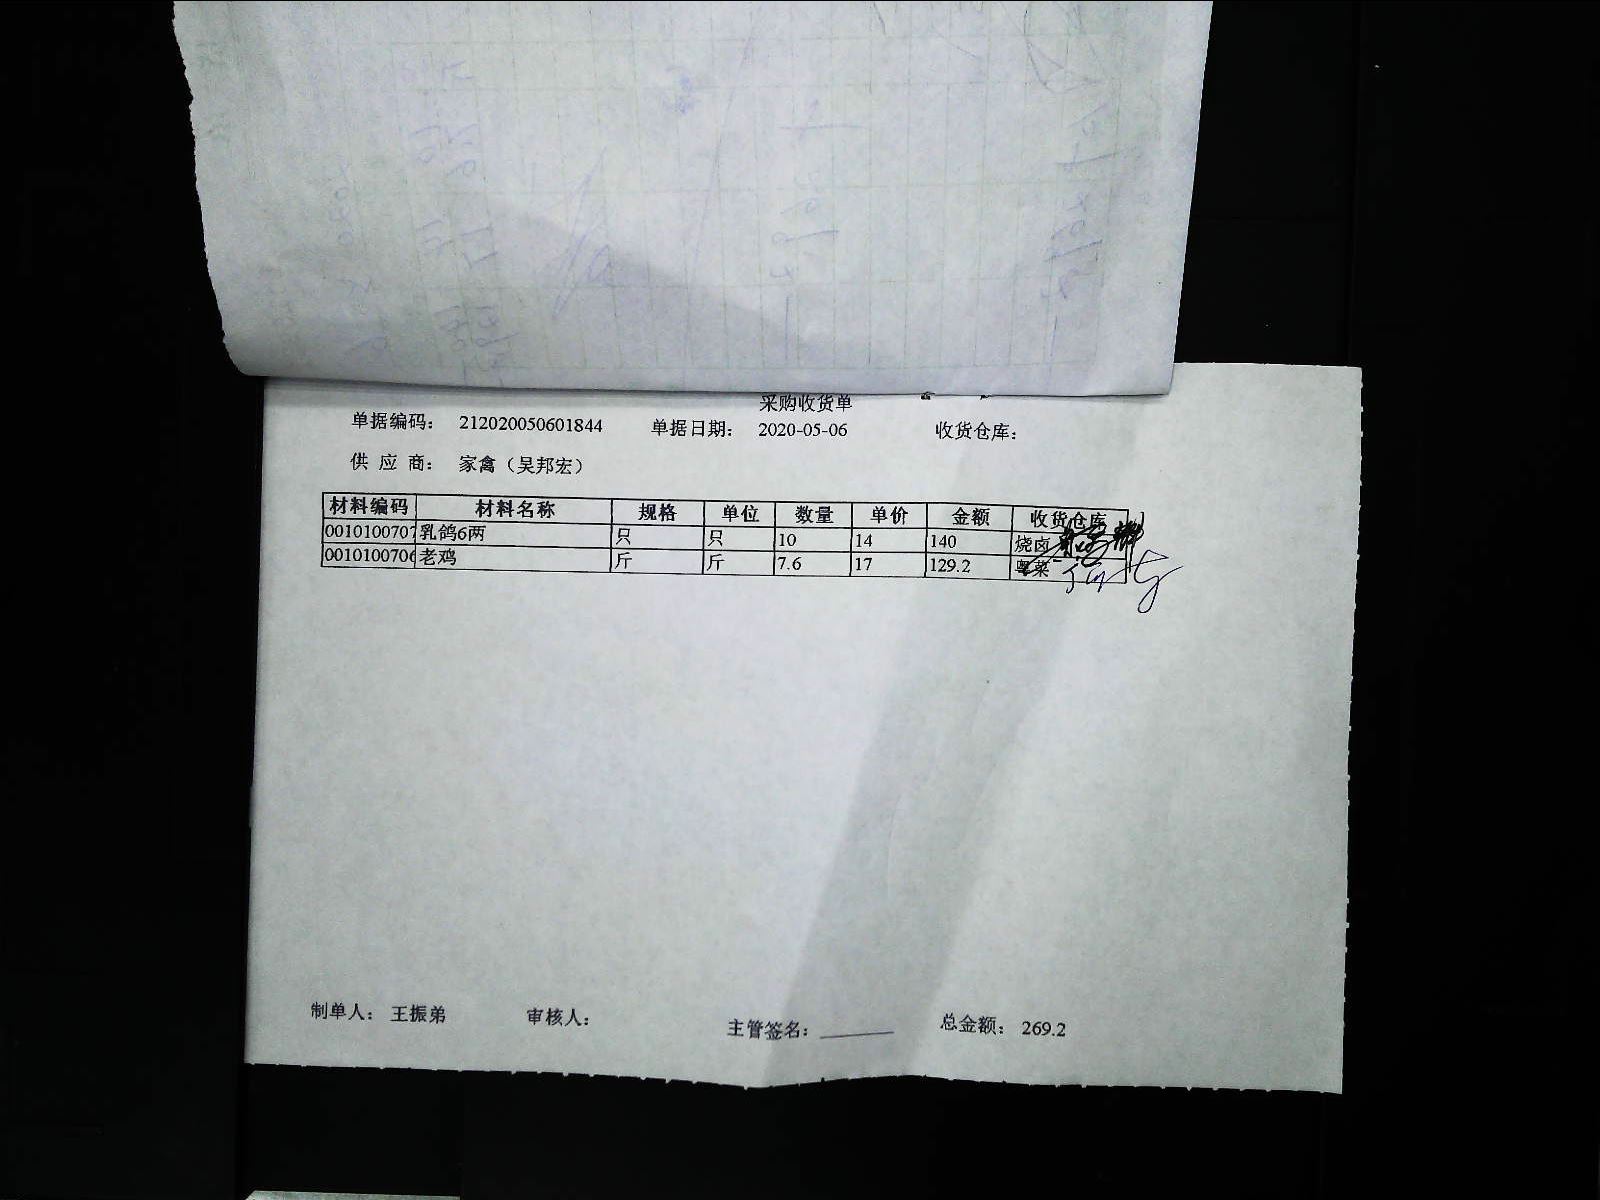 采购收货单
单据编码： 212020050601844 单据日期： 2020-05-06 收货仓库：
供 应 商： 家禽（吴邦宏）
材料编码 材料名称 规格 单位 数量 单价 金额 收货仓库
0010100707 乳鸽6两 只 只 10 14 140 烧卤
0010100706 老鸡 斤 斤 7.6 17 129.2 粤菜
制单人： 王振弟 审核人： 主管签名： 总金额： 269.2